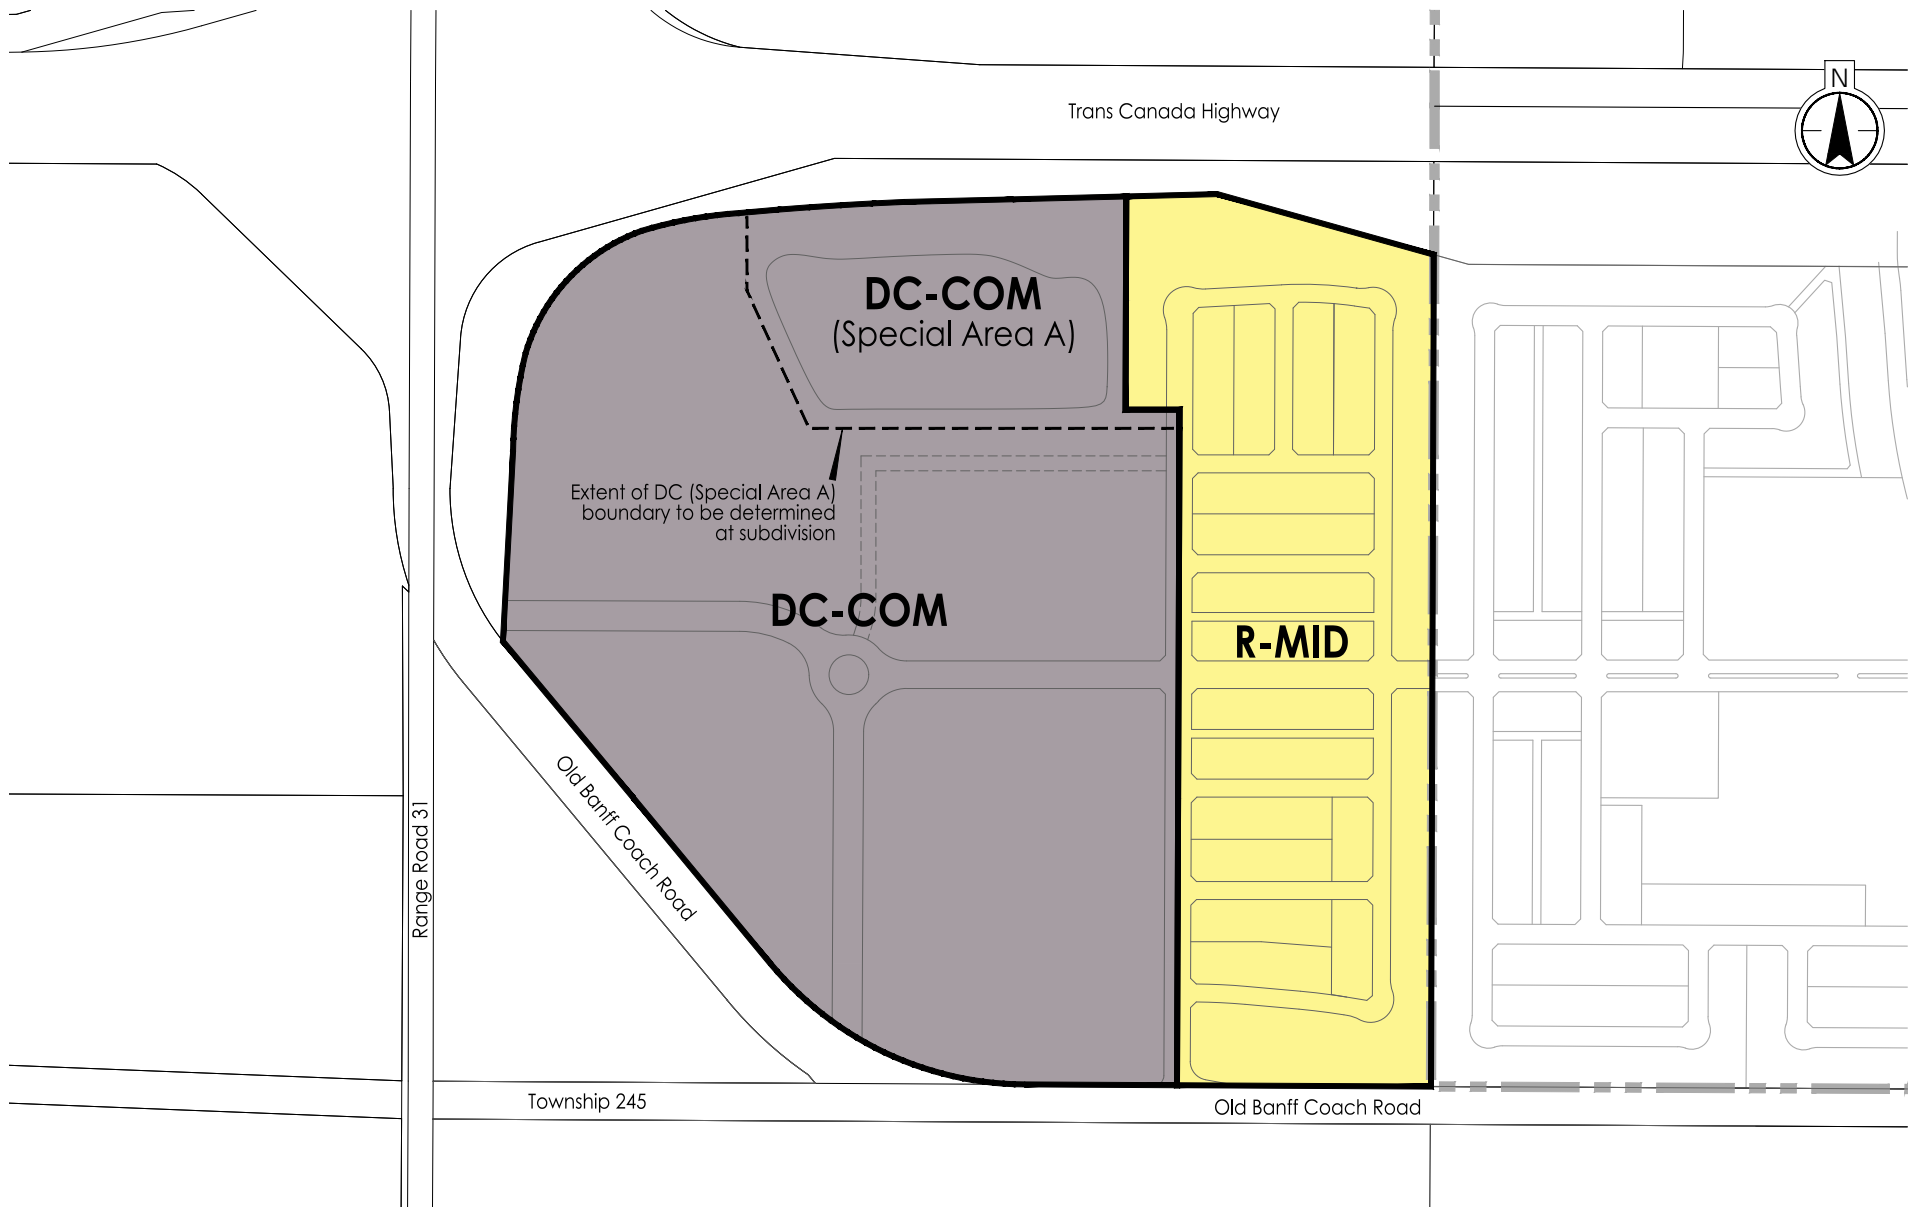 Trans Canada Highway
N
DC-COM
(Special Area A)
Extent of DC (Special Area A)
boundary to be determined
at subdivision
DC-COM
R-MID
Old Banff Coach Road
Range Road 31
Township 245
Old Banff Coach Road